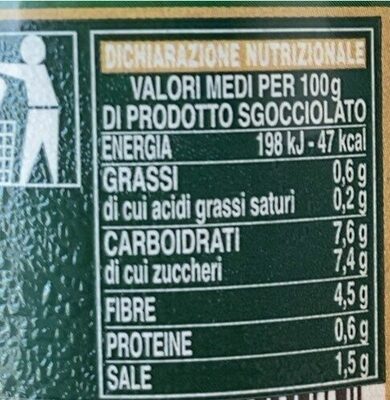 DICHIARAZIONE NUTRIZIONALE
VALORI MEDI PER 100g
DI PRODOTTO SGOCCIOLATO
ENERGIA 198 kJ - 47 kcal
GRASSI 0,6 g
di cui acidi grassi saturi 0,2 g
CARBOIDRATI 7,6 g
di cui zuccheri 7,4 g
FIBRE 4,5 g
PROTEINE 0,6 g
SALE 1,5 g